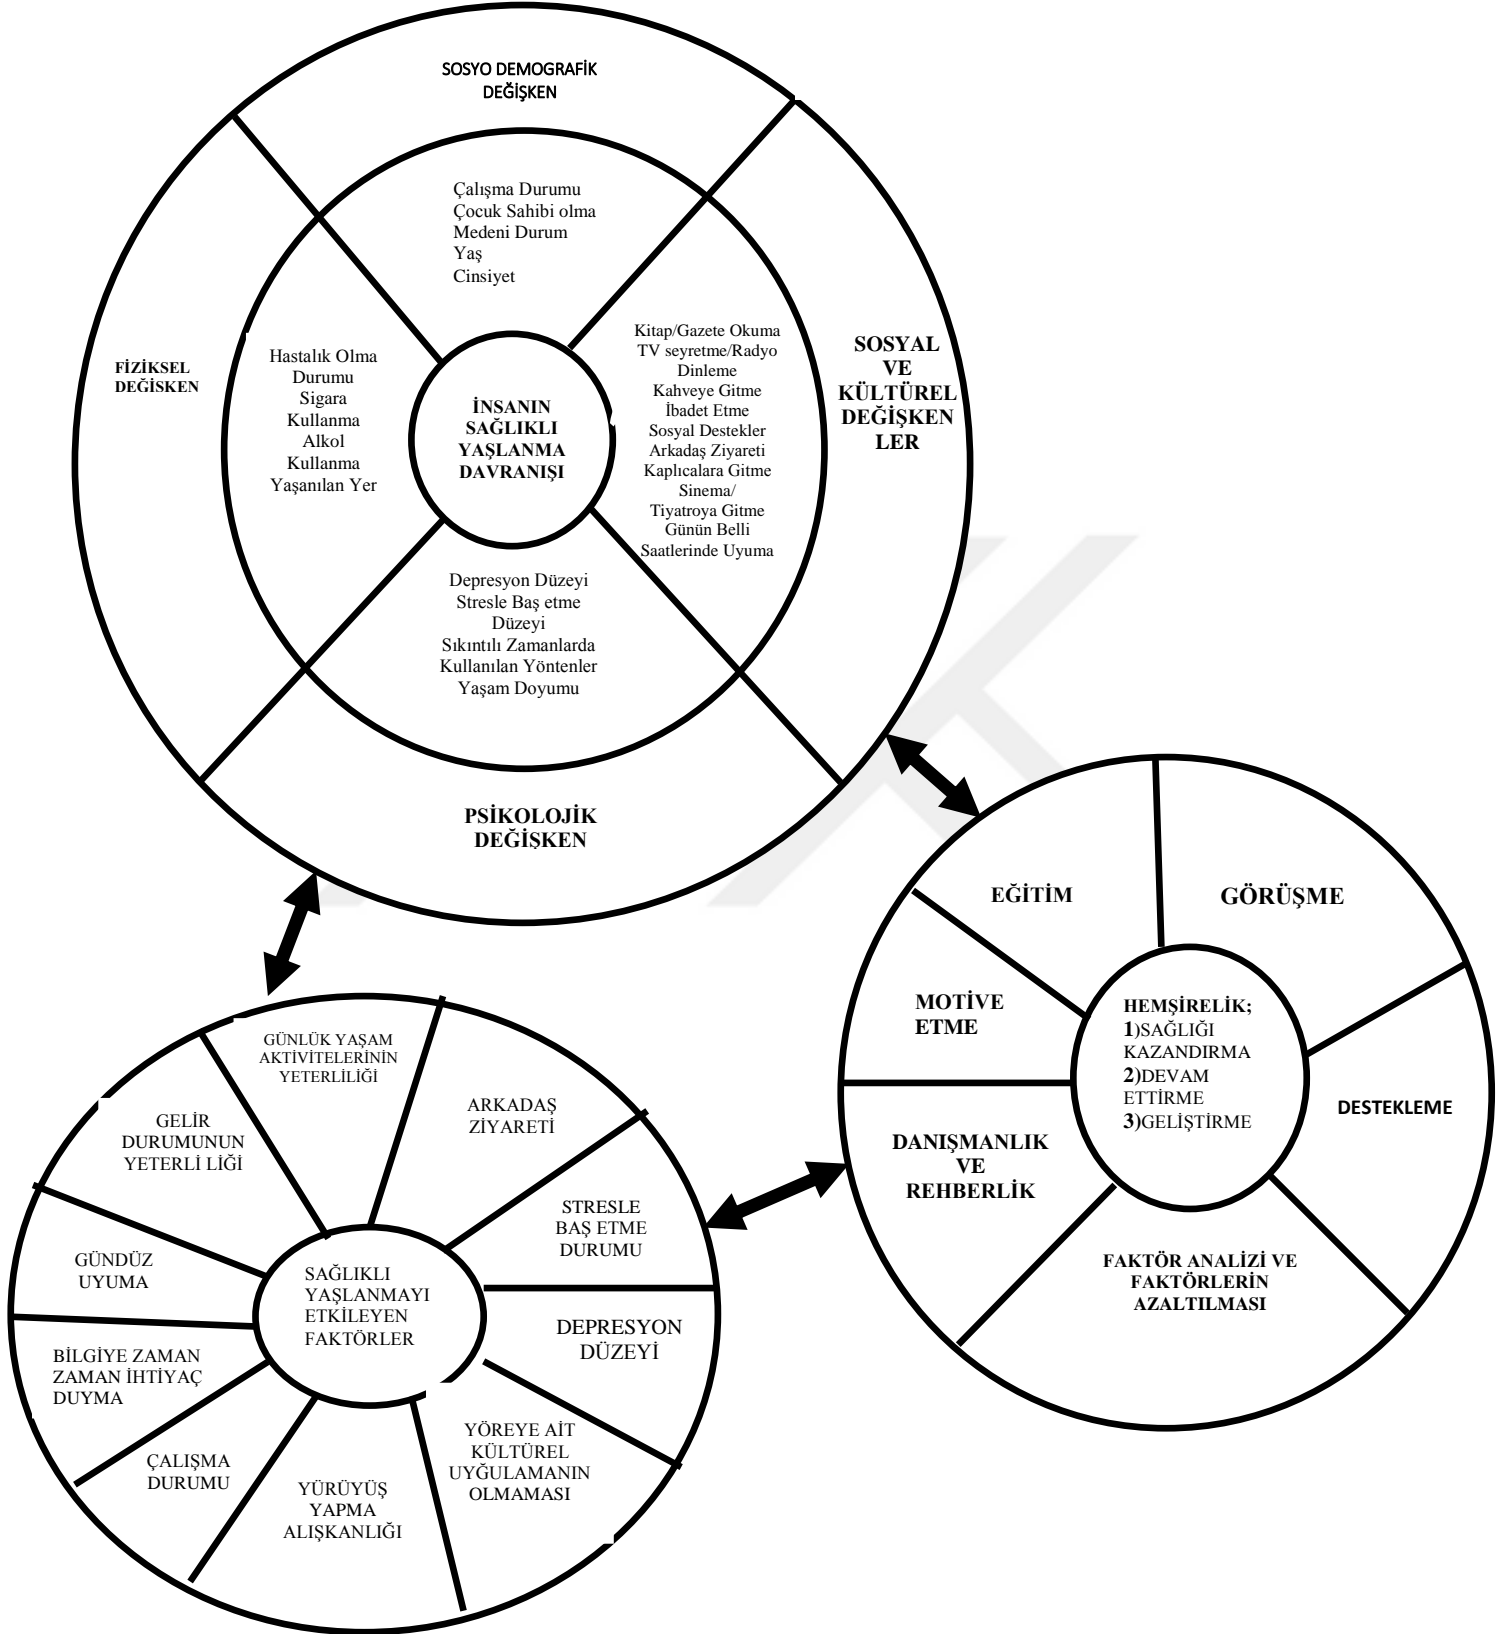 SOSYO DEMOGRAFİK
DEĞİŞKEN
Çalışma Durumu
Çocuk Sahibi olma
Medeni Durum
Yaş
Cinsiyet
FİZİKSEL
DEĞİSKEN
Hastalık Olma
Durumu
Sigara
Kullanma
Alkol
Kullanma
Yaşanılan Yer
İNSANIN
SAĞLIKLI
YAŞLANMA
DAVRANIŞI
Kitap/Gazete Okuma
TV seyretme/Radyo
Dinleme
Kahveye Gitme
İbadet Etme
Sosyal Destekler
Arkadaş Ziyareti
Kaplıcalara Gitme
Sinema/
Tiyatroya Gitme
Günün Belli
Saatlerinde Uyuma
SOSYAL
VE
KÜLTÜREL
DEĞİŞKEN
LER
Depresyon Düzeyi
Stresle Baş etme
Düzeyi
Sıkıntılı Zamanlarda
Kullanılan Yöntenler
Yaşam Doyumu
PSİKOLOJİK
DEĞİŞKEN
EĞİTİM
GÖRÜŞME
MOTİVE
ETME
HEMŞİRELİK;
1)SAĞLIĞI
KAZANDIRMA
2)DEVAM
ETTİRME
3)GELİŞTİRME
DESTEKLEME
DANIŞMANLIK
VE
REHBERLİK
FAKTÖR ANALİZİ VE
FAKTÖRLERİN
AZALTILMASI
GÜNLÜK YAŞAM
AKTİVİTELERİNİN
YETERLİLİĞİ
ARKADAŞ
ZİYARETİ
GELİR
DURUMUNUN
YETERLİ LİĞİ
STRESLE
BAŞ ETME
DURUMU
GÜNDÜZ
UYUMA
SAĞLIKLI
YAŞLANMAYI
ETKİLEYEN
FAKTÖRLER
DEPRESYON
DÜZEYİ
BİLGİYE ZAMAN
ZAMAN İHTİYAÇ
DUYMA
YÖREYE AİT
KÜLTÜREL
UYĞULAMANIN
OLMAMASI
ÇALIŞMA
DURUMU
YÜRÜYÜŞ
YAPMA
ALIŞKANLIĞI